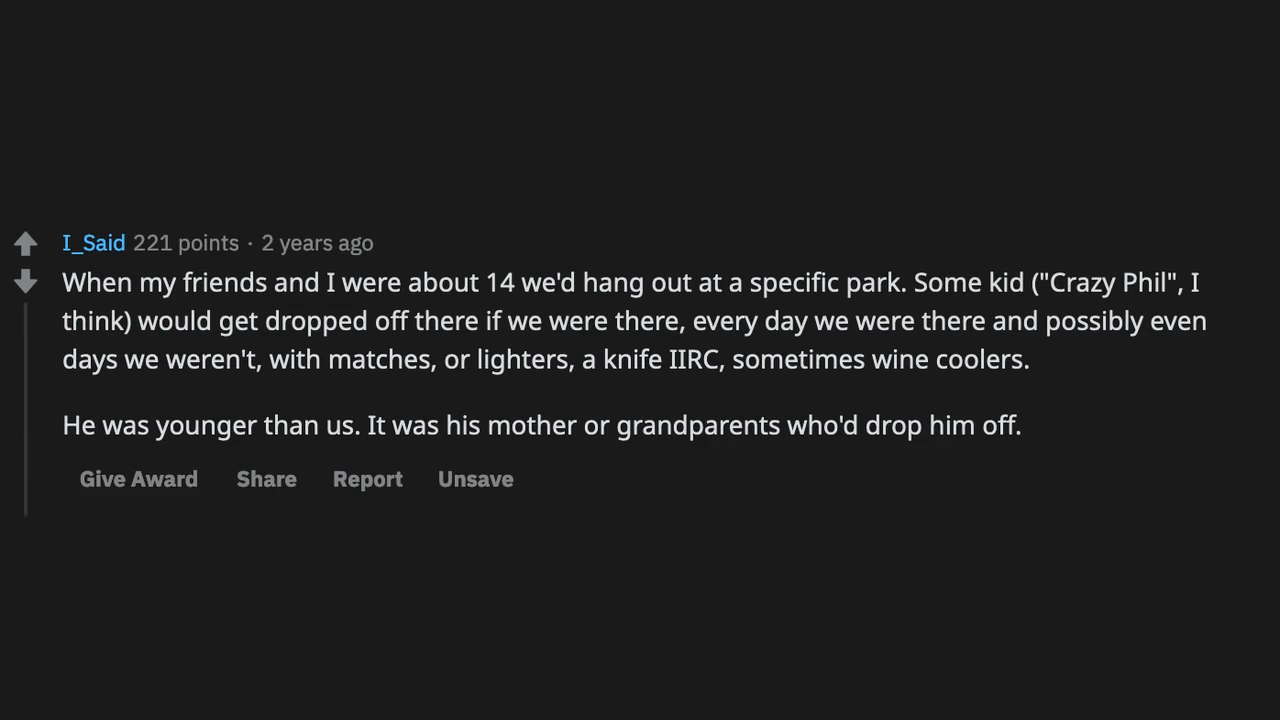 I_Said 221 points · 2 years ago
When my friends and I were about 14 we'd hang out at a specific park. Some kid ("Crazy Phil", I
think) would get dropped off there if we were there, every day we were there and possibly even
days we weren't, with matches, or lighters, a knife IIRC, sometimes wine coolers.
He was younger than us. It was his mother or grandparents who'd drop him off.
Give Award Share Report Unsave